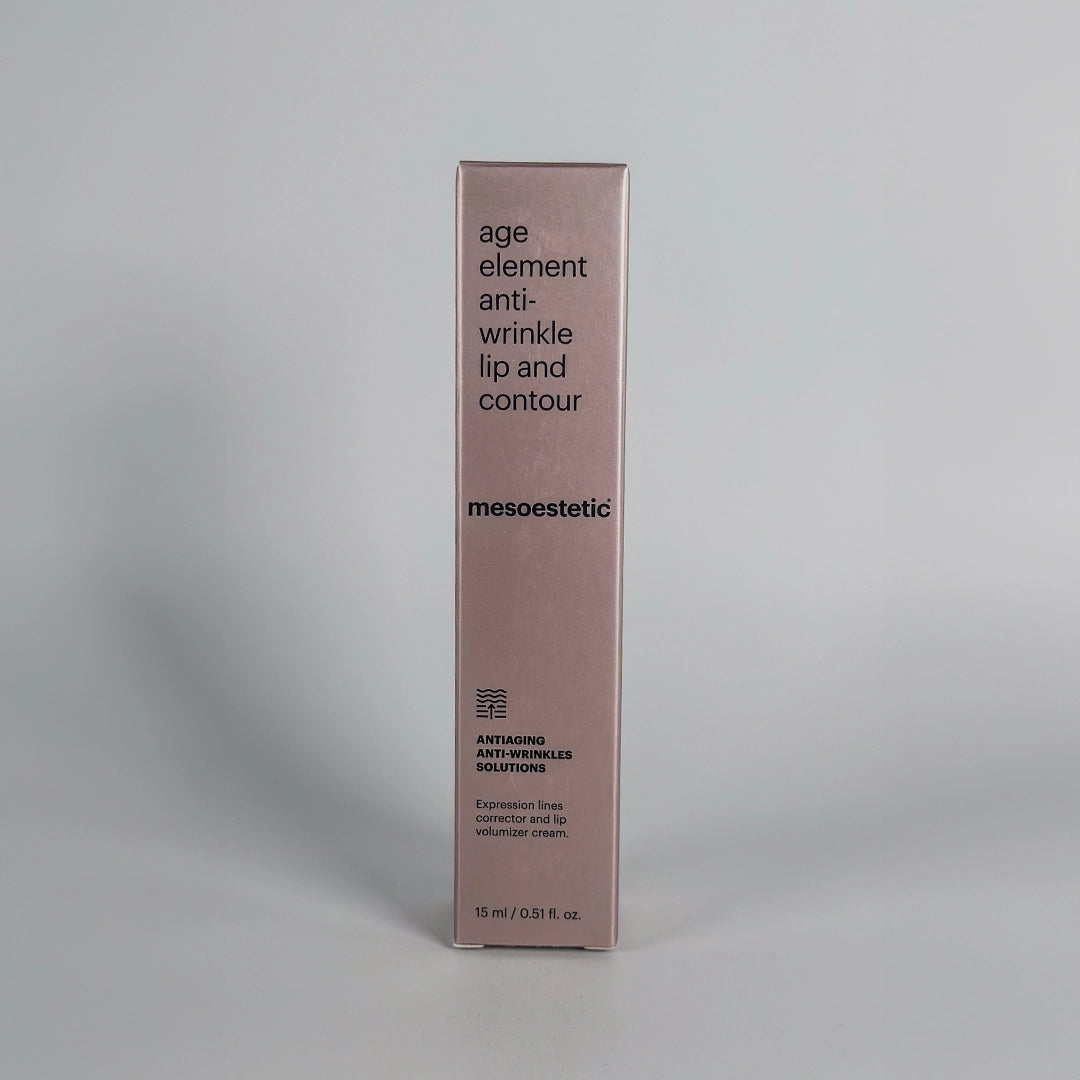 age
element
anti-
wrinkle
lip and
contour
mesoestetic®
ANTIAGING
ANTI-WRINKLES
SOLUTIONS
Expression lines
corrector and lip
volumizer cream.
15 ml / 0.51 fl. oz.